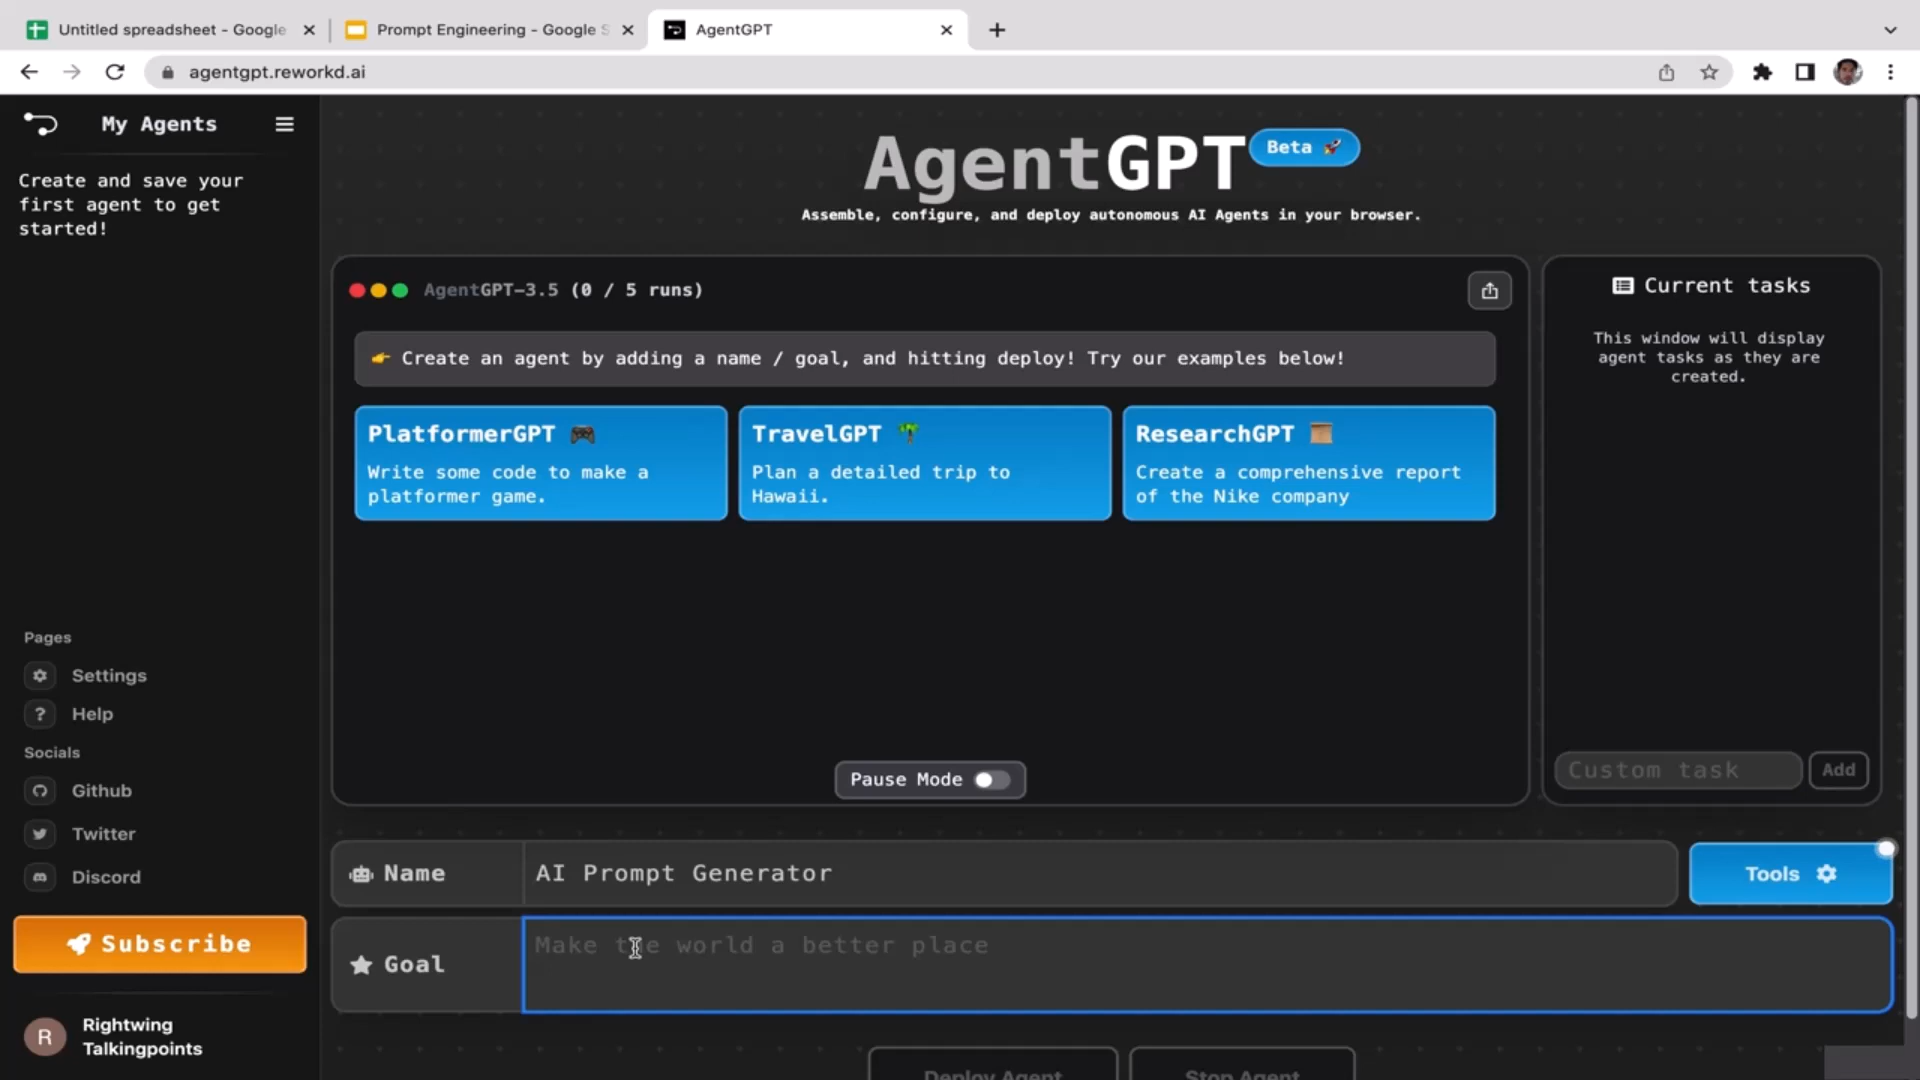 Untitled spreadsheet - Google
Prompt Engineering - Google S
AgentGPT
agentgpt.reworkd.ai
My Agents
Create and save your
first agent to get
started!
AgentGPT
Beta 🚀
Assemble, configure, and deploy autonomous AI Agents in your browser.
AgentGPT-3.5 (0 / 5 runs)
👉 Create an agent by adding a name / goal, and hitting deploy! Try our examples below!
PlatformerGPT 🎮
Write some code to make a
platformer game.
TravelGPT 🌴
Plan a detailed trip to
Hawaii.
ResearchGPT 📜
Create a comprehensive report
of the Nike company
Pause Mode
Current tasks
This window will display
agent tasks as they are
created.
Custom task
Add
Pages
Settings
Help
Socials
Github
Twitter
Discord
Subscribe
R
Rightwing
Talkingpoints
Name
AI Prompt Generator
Tools
Goal
Make the world a better place
Deploy Agent
Stop Agent